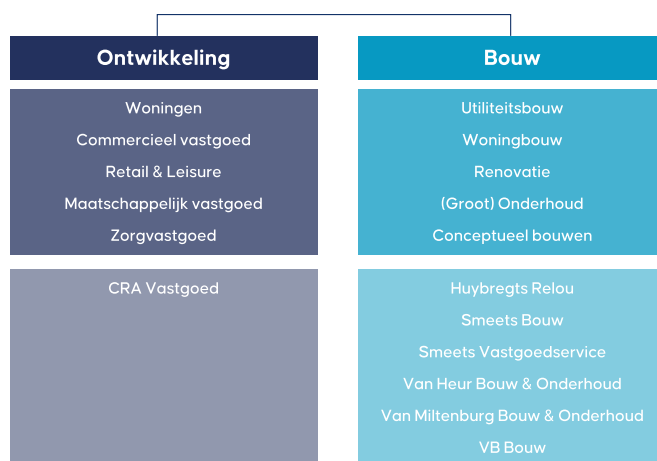 Ontwikkeling
Woningen
Commercieel vastgoed
Retail & Leisure
Maatschappelijk vastgoed
Zorgvastgoed
CRA Vastgoed
Bouw
Utiliteitsbouw
Woningbouw
Renovatie
(Groot) Onderhoud
Conceptueel bouwen
Huybregts Relou
Smeets Bouw
Smeets Vastgoedservice
Van Heur Bouw & Onderhoud
Van Miltenburg Bouw & Onderhoud
VB Bouw